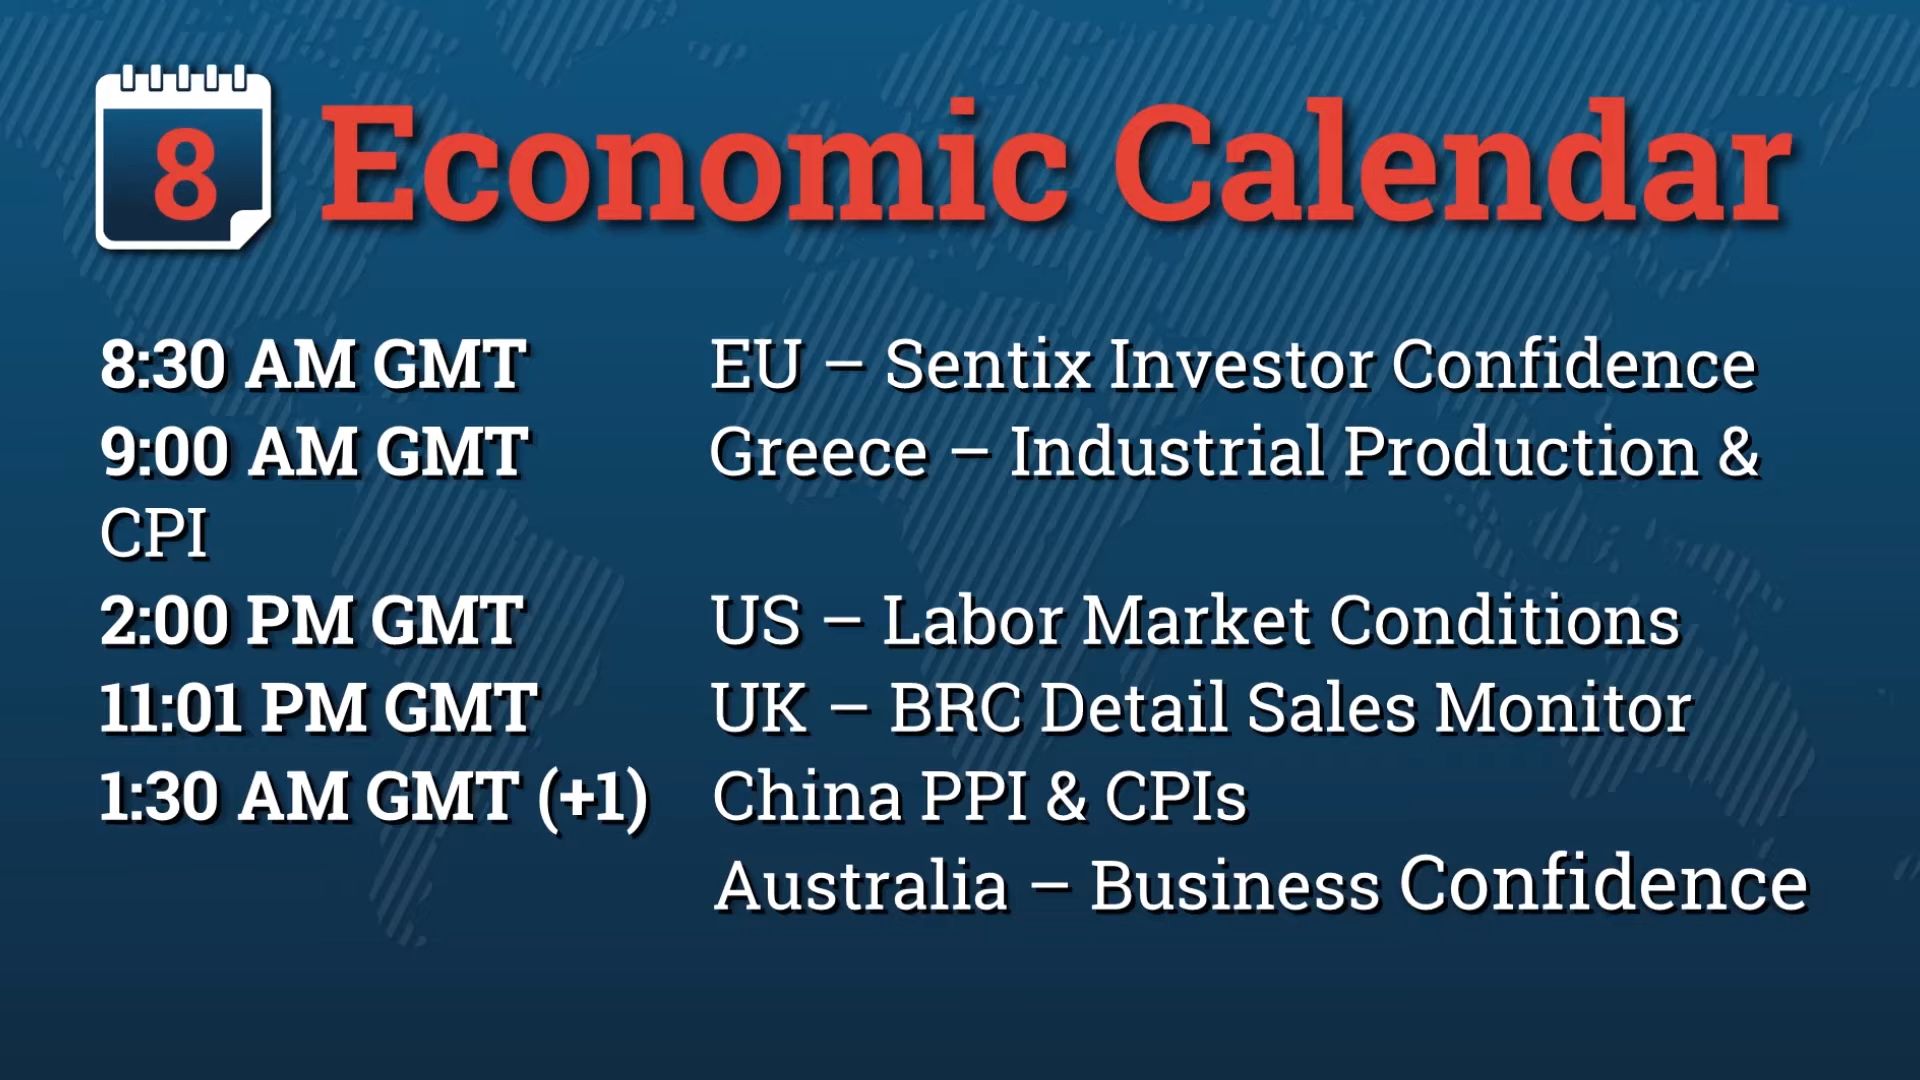 8 Economic Calendar
8:30 AM GMT EU – Sentix Investor Confidence
9:00 AM GMT Greece – Industrial Production &
CPI
2:00 PM GMT US – Labor Market Conditions
11:01 PM GMT UK – BRC Detail Sales Monitor
1:30 AM GMT (+1) China PPI & CPIs
Australia – Business Confidence